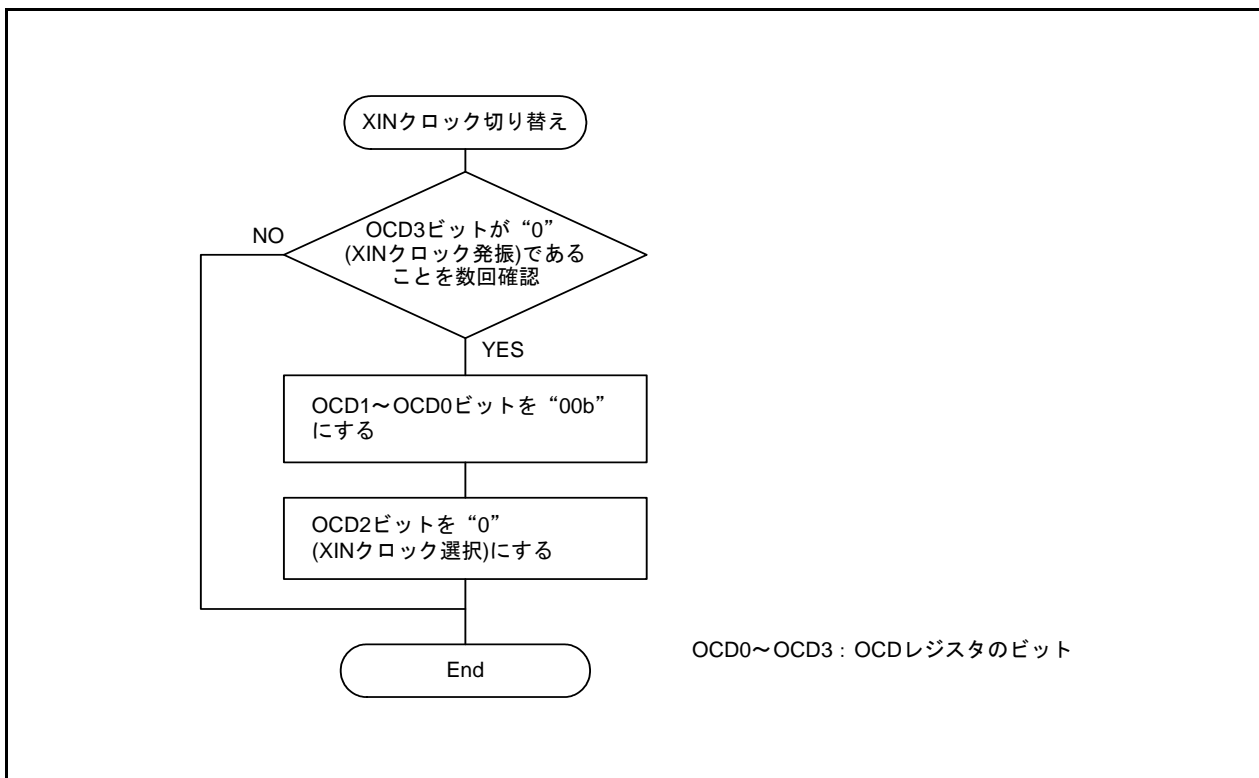 XINクロック切り替え
OCD3ビットが“0”
(XINクロック発振)である
ことを数回確認
NO
YES
OCD1～OCD0ビットを“00b”
にする
OCD2ビットを“0”
(XINクロック選択)にする
End
OCD0～OCD3：OCDレジスタのビット